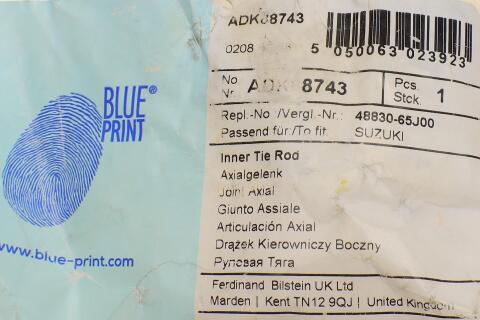 ADK88743
0208
5 050063 023923
BLUE®
PRINT
No
Nr. ADK88743
Pcs
Stck. 1
Repl.-No./Vergl.-Nr.: 48830-65J00
Passend für:/To fit: SUZUKI
Inner Tie Rod
Axialgelenk
Joint Axial
Giunto Assiale
Articulación Axial
Drążek Kierowniczy Boczny
Рулевая Тяга
www.blue-print.com
Ferdinand Bilstein UK Ltd
Marden | Kent TN12 9QJ | United Kingdom